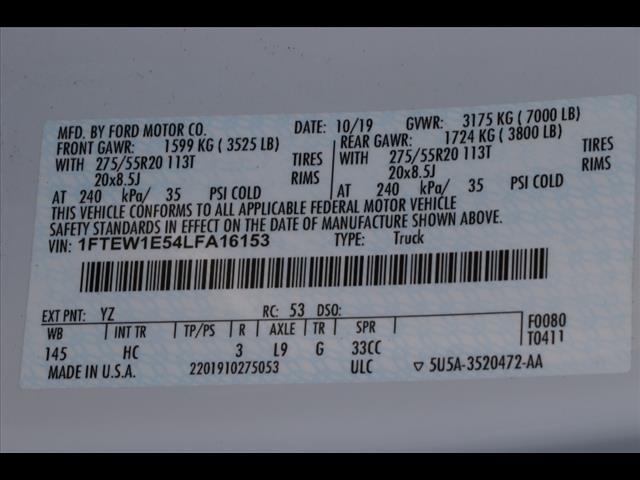 MFD. BY FORD MOTOR CO. DATE: 10/19 GVWR: 3175 KG ( 7000 LB)
FRONT GAWR: 1599 KG ( 3525 LB) REAR GAWR: 1724 KG ( 3800 LB)
WITH 275/55R20 113T TIRES WITH 275/55R20 113T TIRES
20x8.5J RIMS 20x8.5J RIMS
AT 240 kPa/ 35 PSI COLD AT 240 kPa/ 35 PSI COLD
THIS VEHICLE CONFORMS TO ALL APPLICABLE FEDERAL MOTOR VEHICLE
SAFETY STANDARDS IN EFFECT ON THE DATE OF MANUFACTURE SHOWN ABOVE.
VIN: 1FTEW1E54LFA16153 TYPE: Truck
EXT PNT: YZ RC: 53 DSO:
WB INT TR TP/PS R AXLE TR SPR F0080
145 HC 3 L9 G 33CC T0411
MADE IN U.S.A. 2201910275053 ULC ▽ 5U5A-3520472-AA